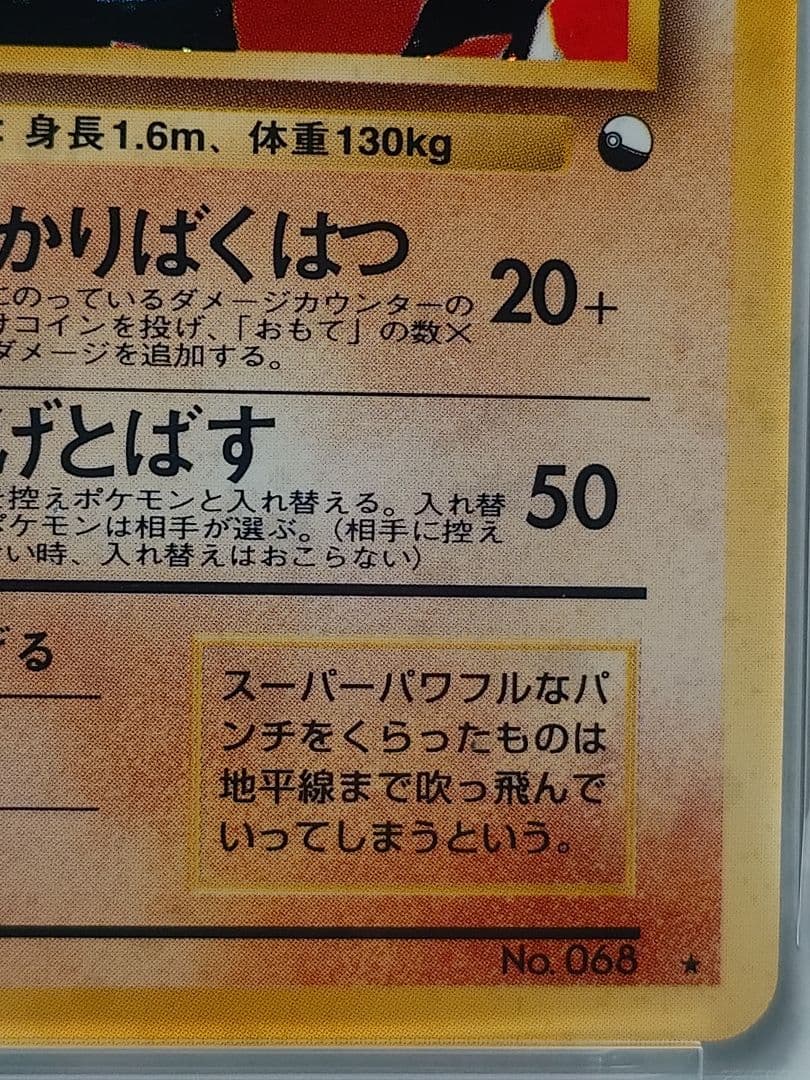 身長1.6m、体重130kg
かりばくはつ
20+
このっているダメージカウンターの
けコインを投げ、「おもて」の数×
ダメージを追加する。
げとばす
50
控えポケモンと入れ替える。入れ替
ポケモンは相手が選ぶ。(相手に控え
い時、入れ替えはおこらない)
げる
スーパーパワフルなパ
ンチをくらったものは
地平線まで吹っ飛んで
いってしまうという。
No. 068 ★